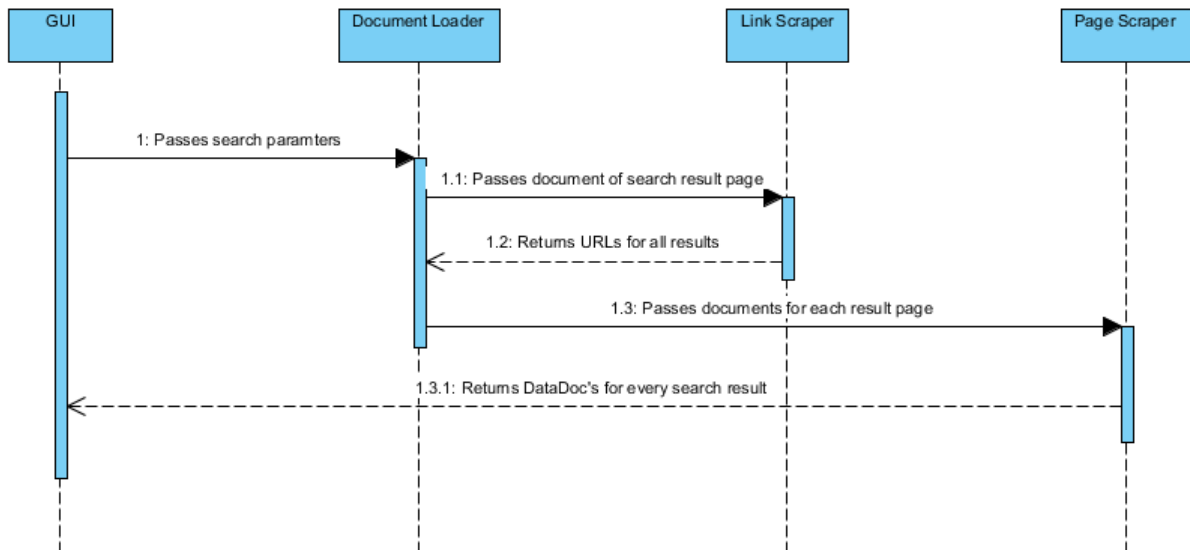 GUI
Document Loader
Link Scraper
Page Scraper
1: Passes search paramters
1.1: Passes document of search result page
1.2: Returns URLs for all results
1.3: Passes documents for each result page
1.3.1: Returns DataDoc's for every search result